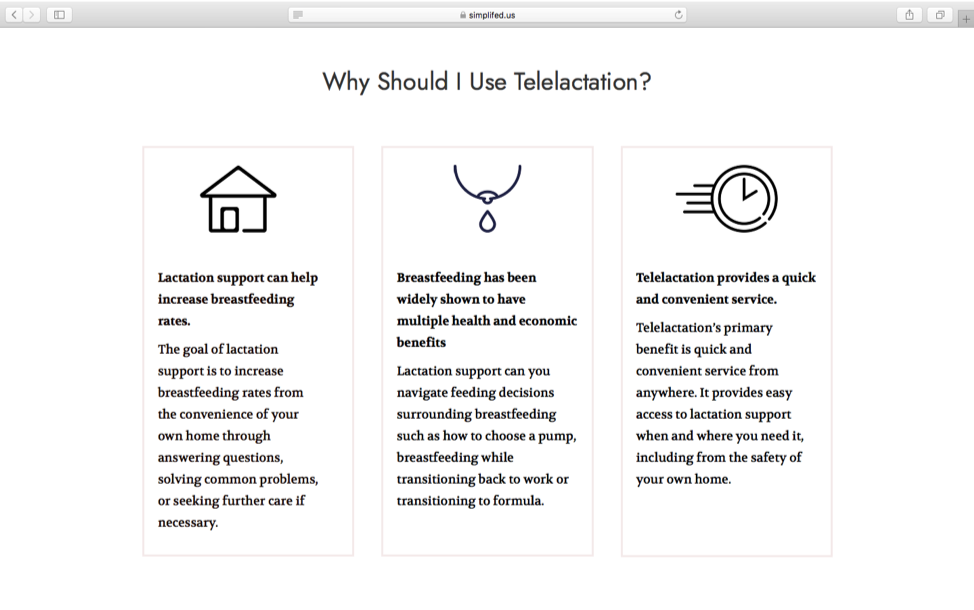 simplifed.us
Why Should I Use Telelactation?
Lactation support can help
increase breastfeeding
rates.
The goal of lactation
support is to increase
breastfeeding rates from
the convenience of your
own home through
answering questions,
solving common problems,
or seeking further care if
necessary.
Breastfeeding has been
widely shown to have
multiple health and economic
benefits
Lactation support can you
navigate feeding decisions
surrounding breastfeeding
such as how to choose a pump,
breastfeeding while
transitioning back to work or
transitioning to formula.
Telelactation provides a quick
and convenient service.
Telelactation’s primary
benefit is quick and
convenient service from
anywhere. It provides easy
access to lactation support
when and where you need it,
including from the safety of
your own home.